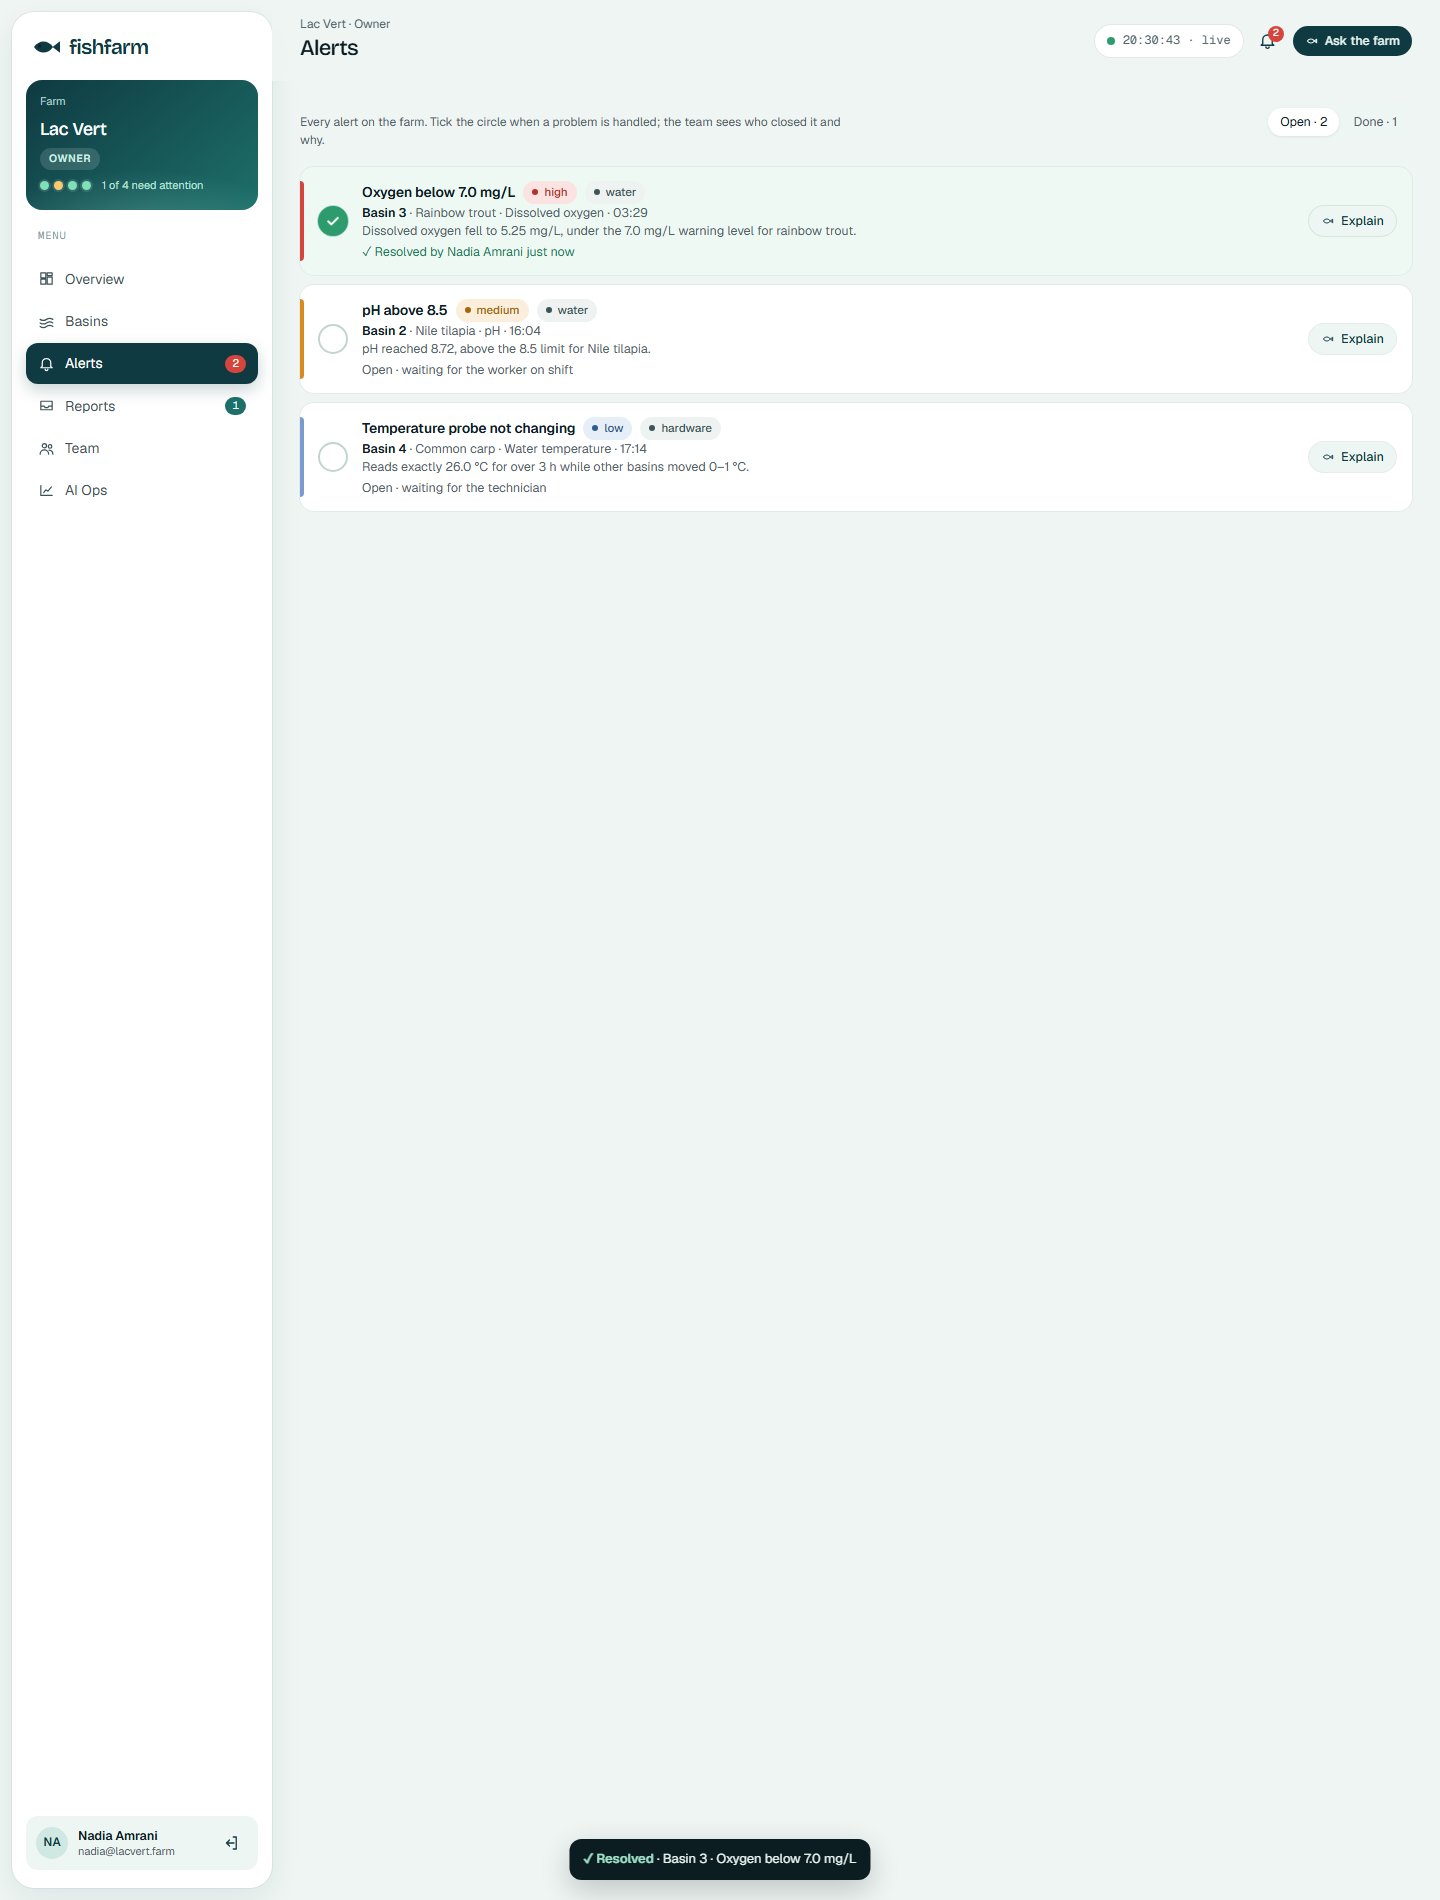 fishfarm
Farm
Lac Vert
OWNER
1 of 4 need attention
MENU
Overview
Basins
Alerts 2
Reports 1
Team
AI Ops
NA
Nadia Amrani
nadia@lacvert.farm
Lac Vert · Owner
Alerts
20:30:43 · live
2
Ask the farm
Every alert on the farm. Tick the circle when a problem is handled; the team sees who closed it and
why.
Open · 2 Done · 1
Oxygen below 7.0 mg/L high water
Basin 3 · Rainbow trout · Dissolved oxygen · 03:29
Dissolved oxygen fell to 5.25 mg/L, under the 7.0 mg/L warning level for rainbow trout.
✓ Resolved by Nadia Amrani just now
Explain
pH above 8.5 medium water
Basin 2 · Nile tilapia · pH · 16:04
pH reached 8.72, above the 8.5 limit for Nile tilapia.
Open · waiting for the worker on shift
Explain
Temperature probe not changing low hardware
Basin 4 · Common carp · Water temperature · 17:14
Reads exactly 26.0 °C for over 3 h while other basins moved 0–1 °C.
Open · waiting for the technician
Explain
✓ Resolved · Basin 3 · Oxygen below 7.0 mg/L